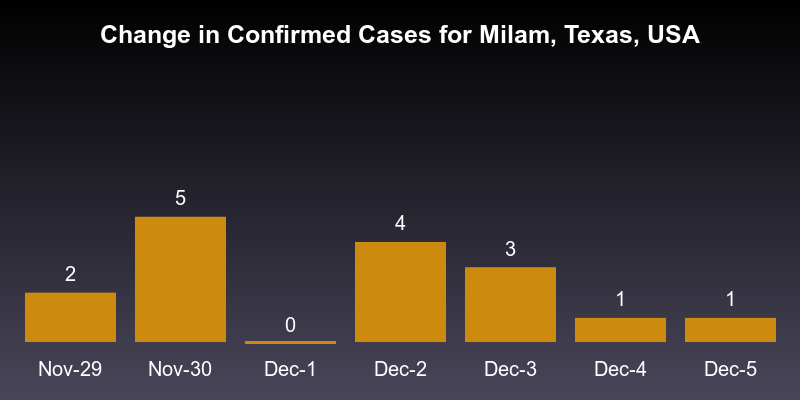 Change in Confirmed Cases for Milam, Texas, USA
2
5
0
4
3
1
1
Nov-29
Nov-30
Dec-1
Dec-2
Dec-3
Dec-4
Dec-5